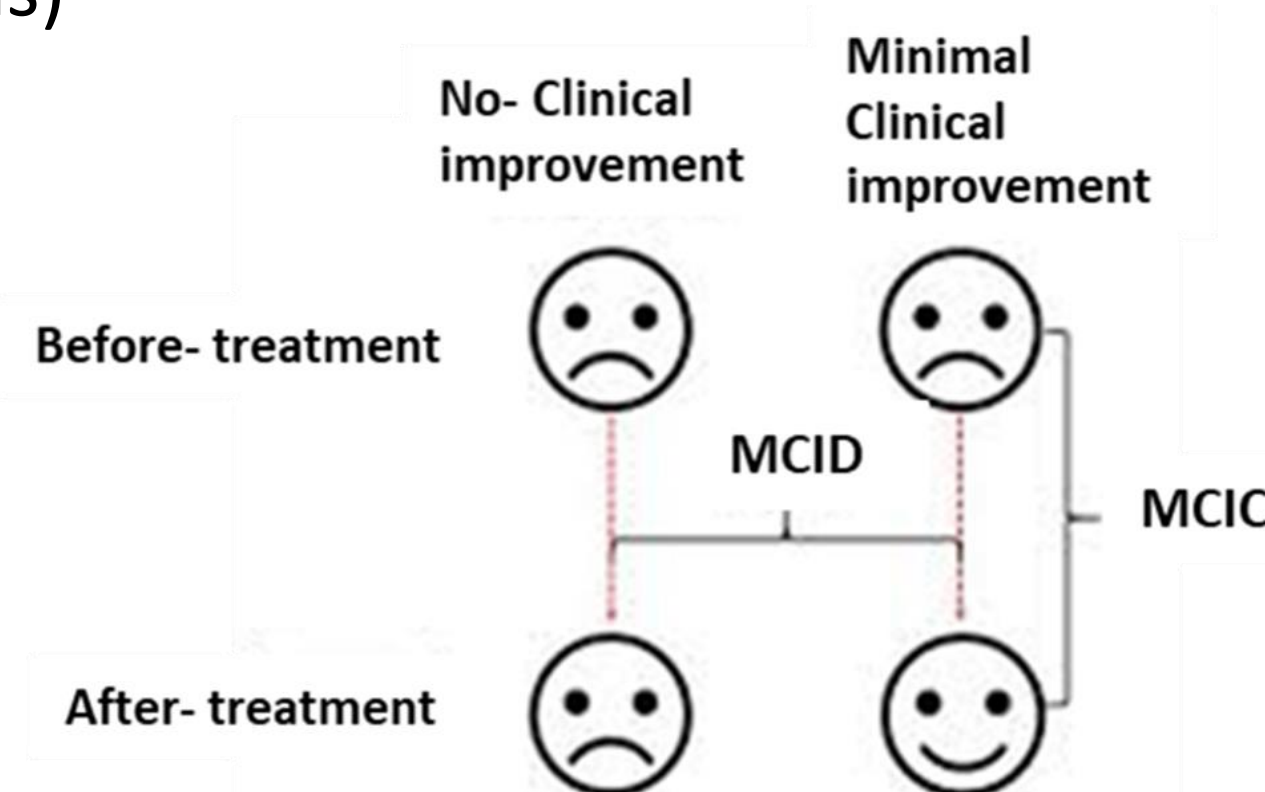 No- Clinical
improvement
Minimal
Clinical
improvement
Before- treatment
MCID
MCIC
After- treatment